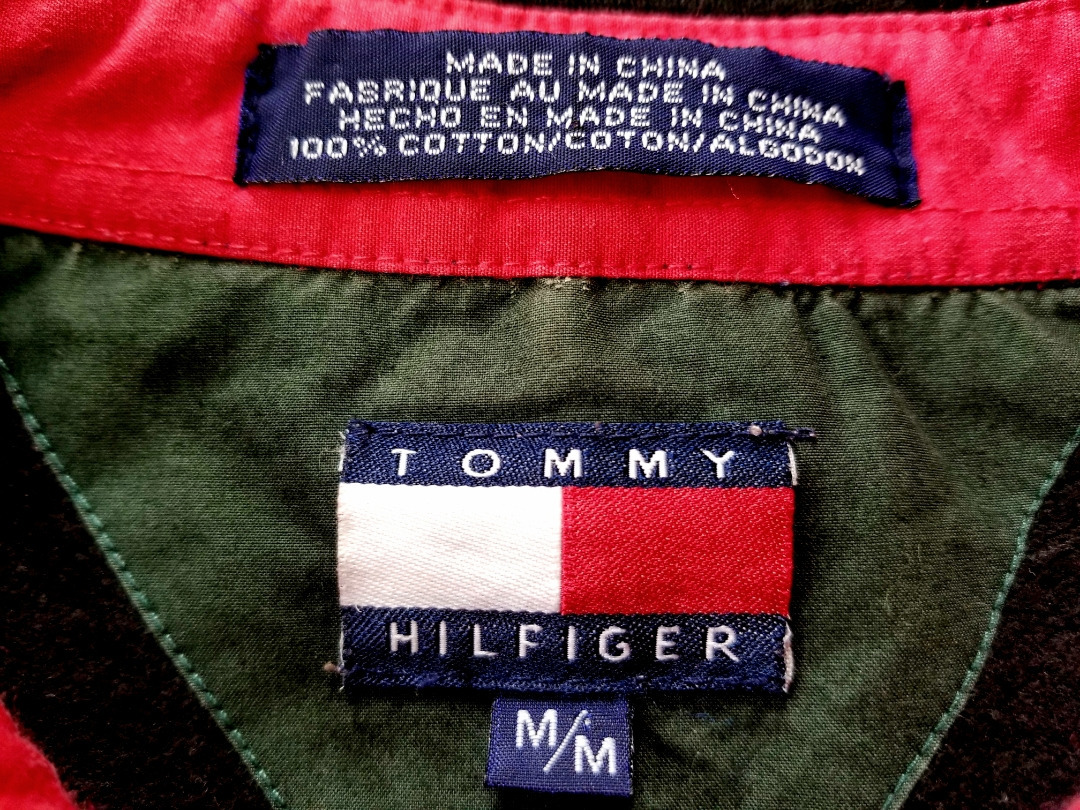 MADE IN CHINA
FABRIQUE AU MADE IN CHINA
HECHO EN MADE IN CHINA
100% COTTON/COTON/ALGODON
TOMMY
HILFIGER
M/M